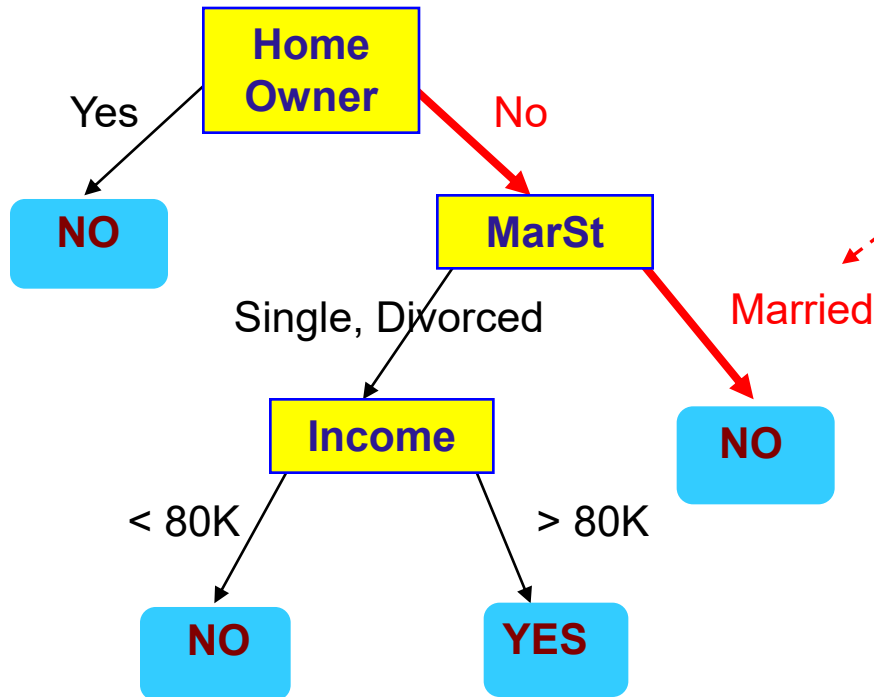 Home
Owner
Yes
No
NO
MarSt
Single, Divorced
Married
Income
NO
< 80K
> 80K
NO
YES